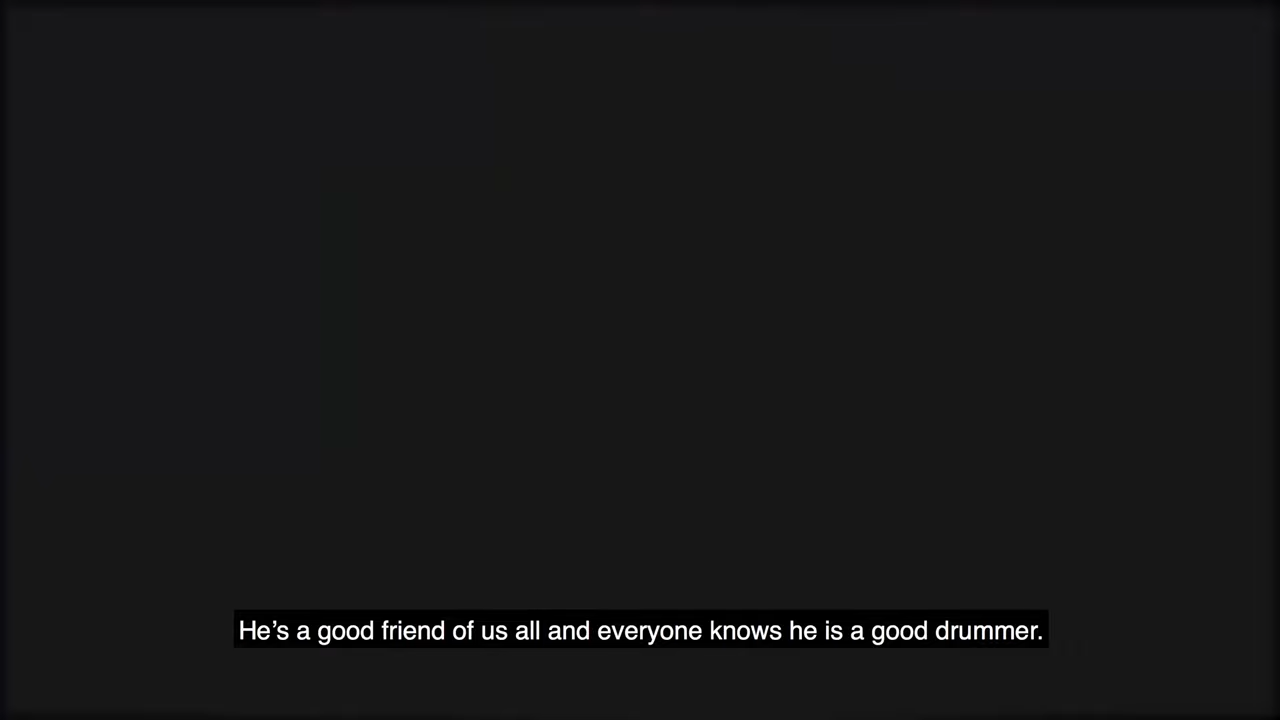 He’s a good friend of us all and everyone knows he is a good drummer.